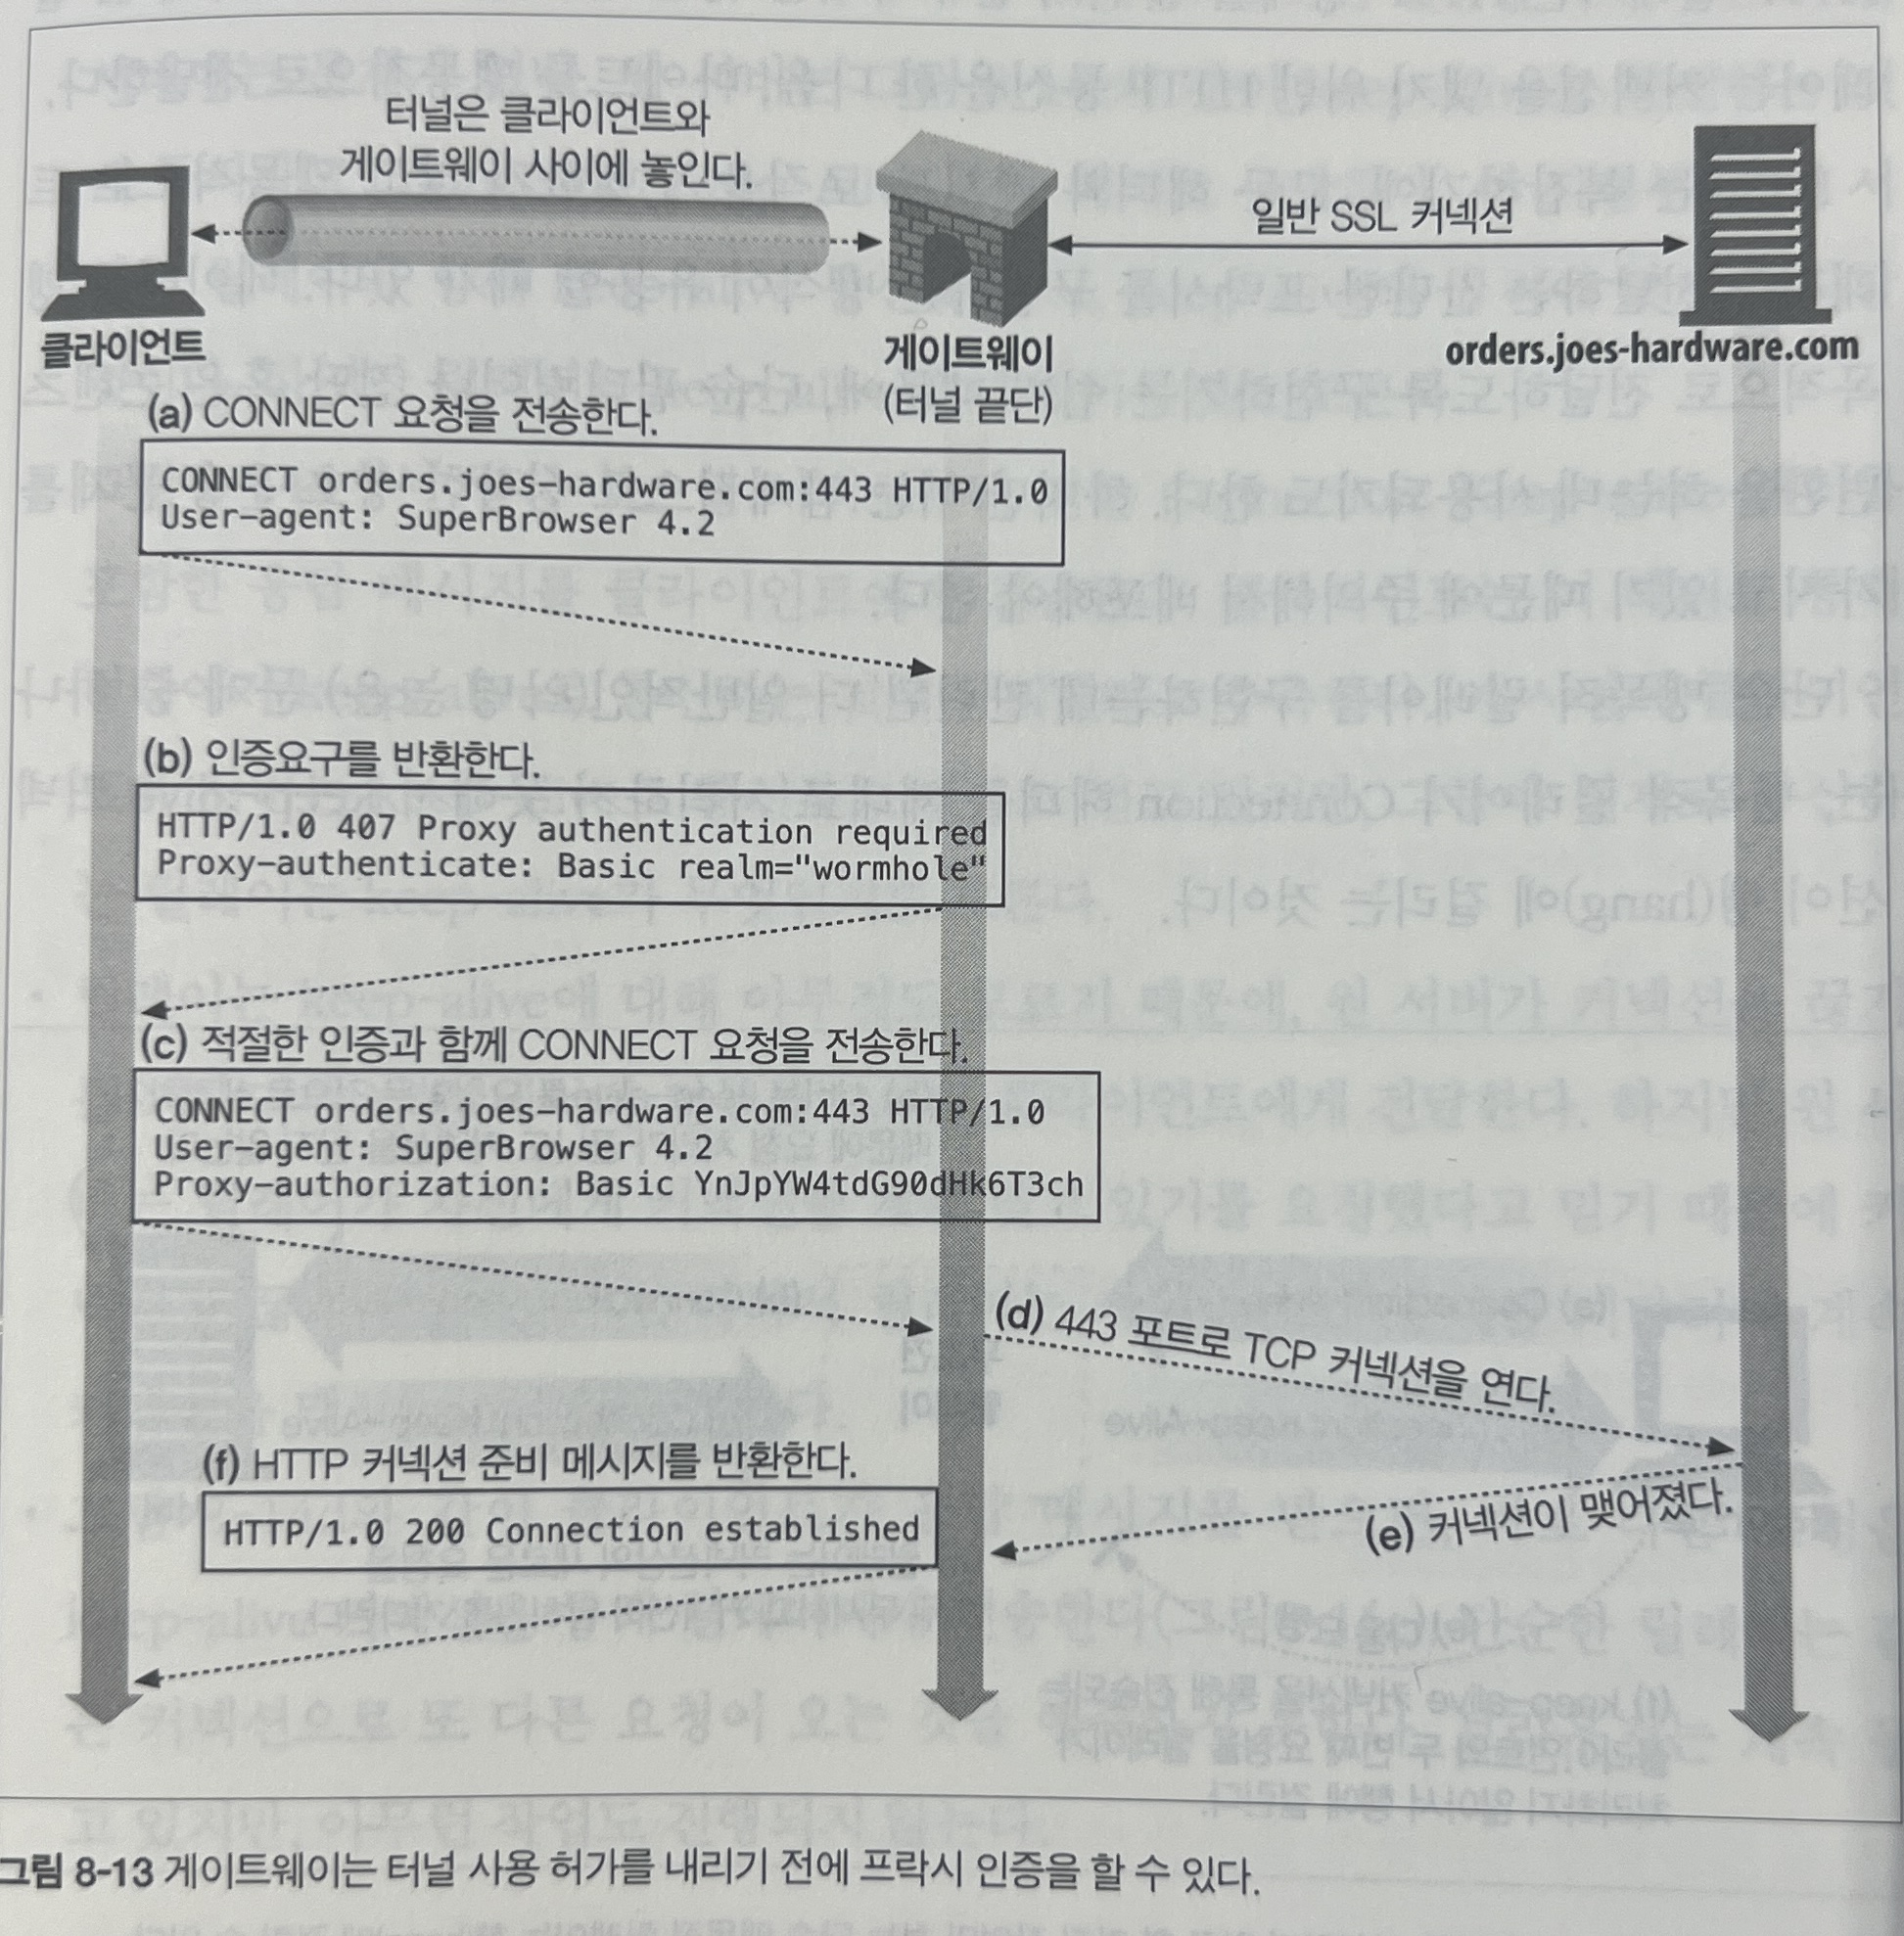 터널은 클라이언트와
게이트웨이 사이에 놓인다.
일반 SSL 커넥션
클라이언트
게이트웨이
(터널 끝단)
orders.joes-hardware.com
(a) CONNECT 요청을 전송한다.
CONNECT orders.joes-hardware.com:443 HTTP/1.0
User-agent: SuperBrowser 4.2
(b) 인증요구를 반환한다.
HTTP/1.0 407 Proxy authentication required
Proxy-authenticate: Basic realm="wormhole"
(c) 적절한 인증과 함께 CONNECT 요청을 전송한다.
CONNECT orders.joes-hardware.com:443 HTTP/1.0
User-agent: SuperBrowser 4.2
Proxy-authorization: Basic YnJpYW4tdG90dHk6T3ch
(d) 443 포트로 TCP 커넥션을 연다.
(e) 커넥션이 맺어졌다.
(f) HTTP 커넥션 준비 메시지를 반환한다.
HTTP/1.0 200 Connection established
그림 8-13 게이트웨이는 터널 사용 허가를 내리기 전에 프락시 인증을 할 수 있다.